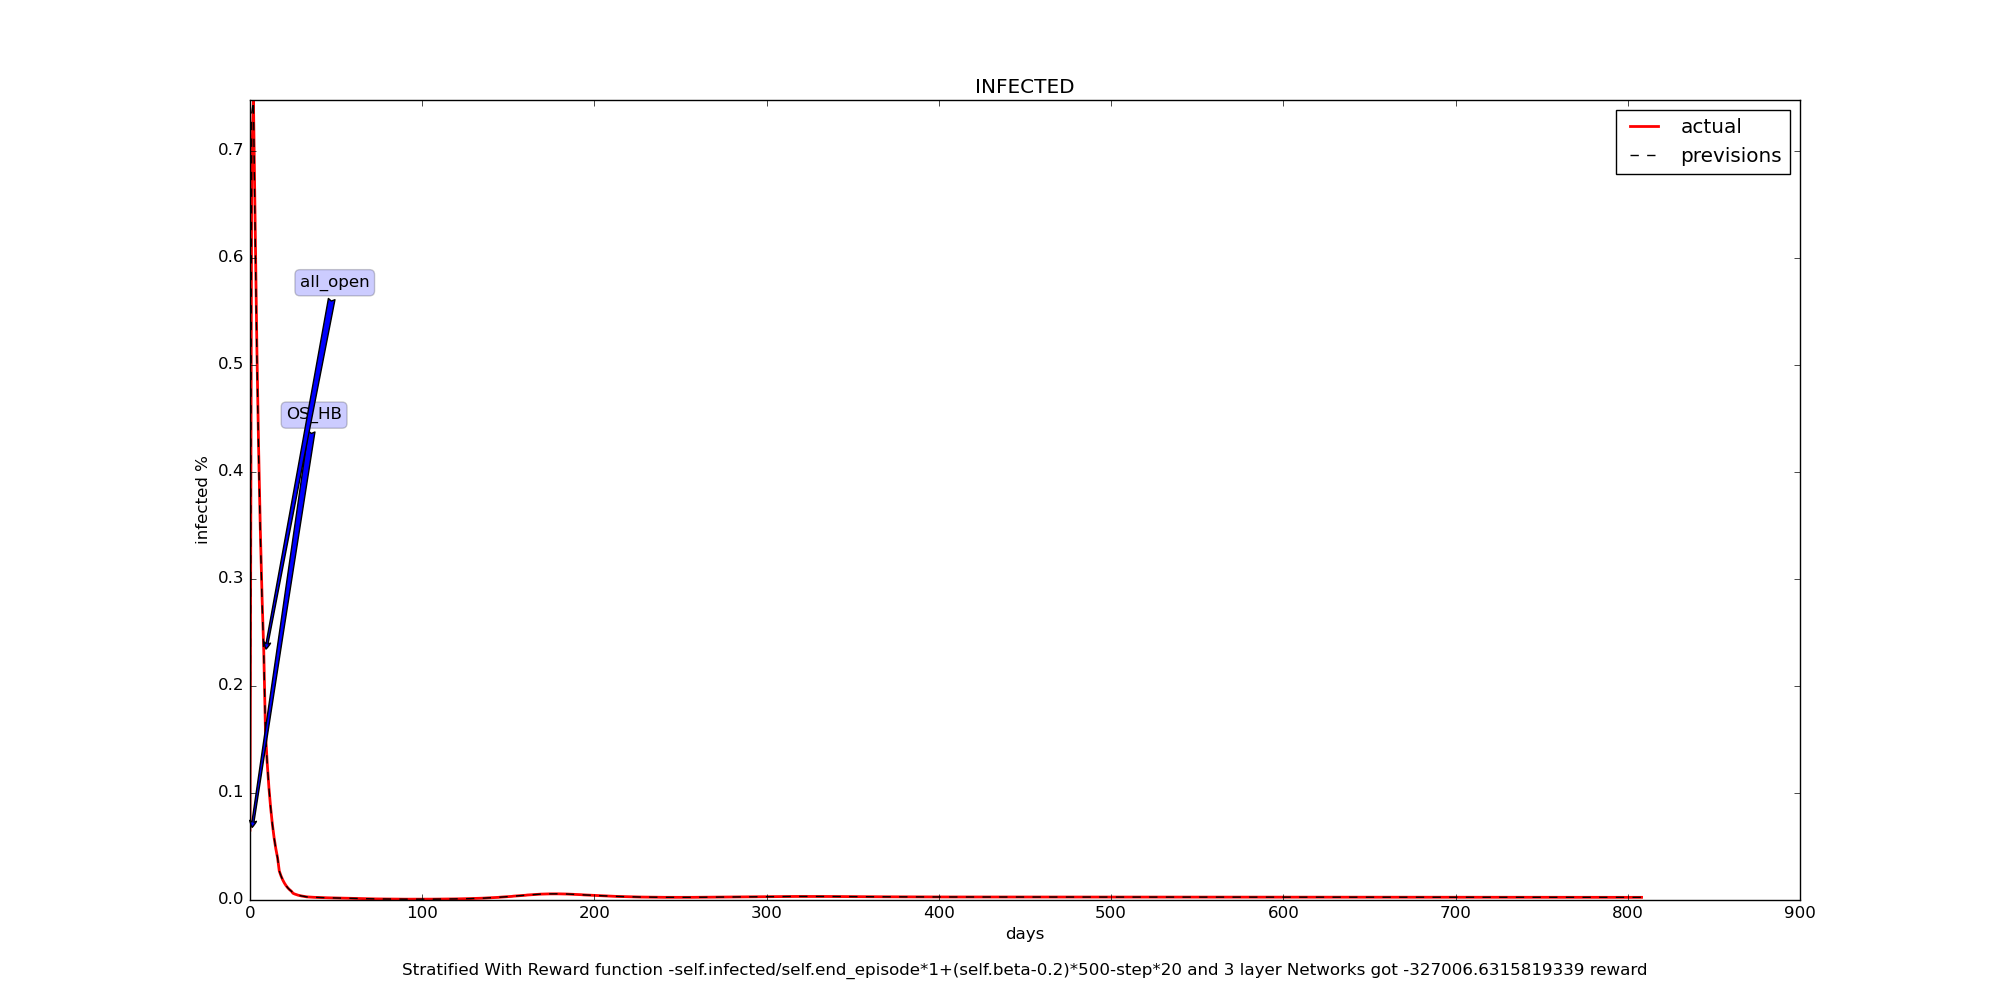 INFECTED
actual
previsions
0.7
0.6
0.5
0.4
0.3
0.2
0.1
0.0
infected %
all_open
OS_HB
0 100 200 300 400 500 600 700 800 900
days
Stratified With Reward function -self.infected/self.end_episode*1+(self.beta-0.2)*500-step*20 and 3 layer Networks got -327006.6315819339 reward